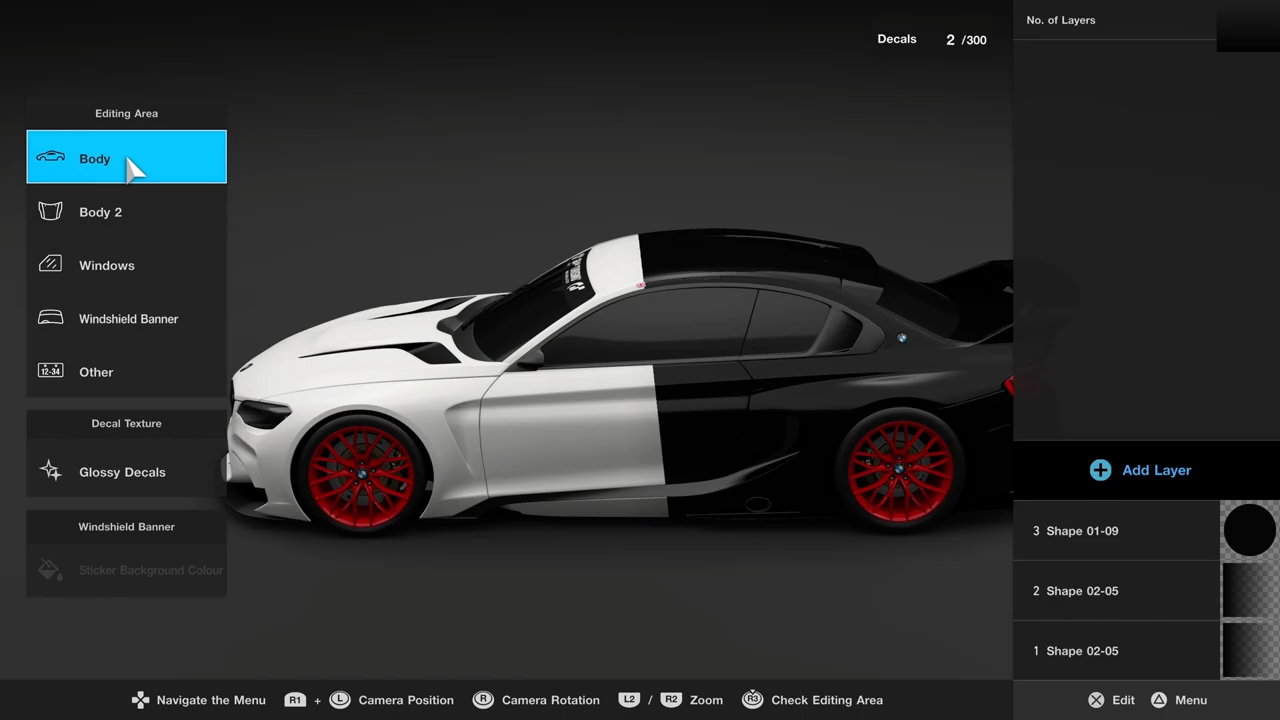 Decals 2 /300
No. of Layers
Editing Area
Body
Body 2
Windows
Windshield Banner
12-34 Other
Decal Texture
Glossy Decals
Windshield Banner
Sticker Background Colour
Add Layer
3 Shape 01-09
2 Shape 02-05
1 Shape 02-05
Navigate the Menu R1 + L Camera Position R Camera Rotation L2 / R2 Zoom R3 Check Editing Area Edit Menu